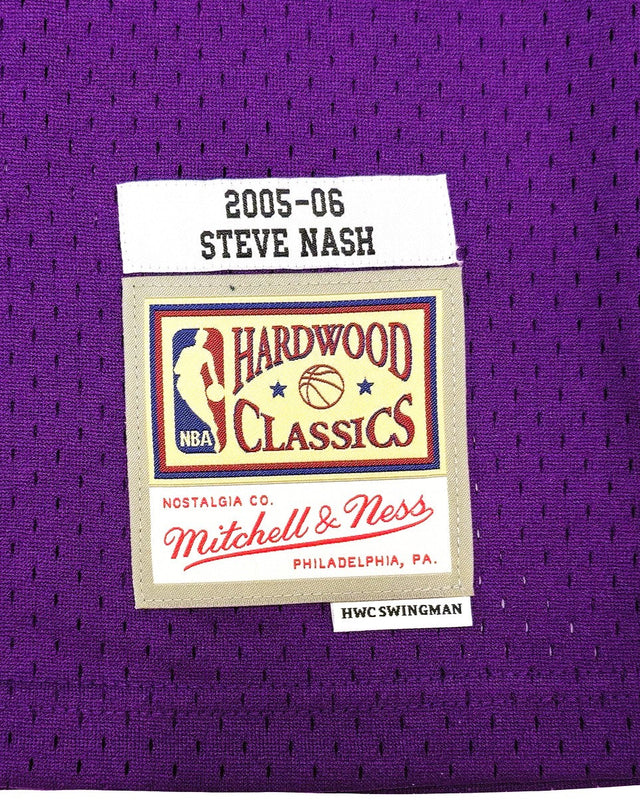 2005-06
STEVE NASH
HARDWOOD
NBA
CLASSICS
NOSTALGIA CO.
Mitchell & Ness
PHILADELPHIA, PA.
HWC SWINGMAN